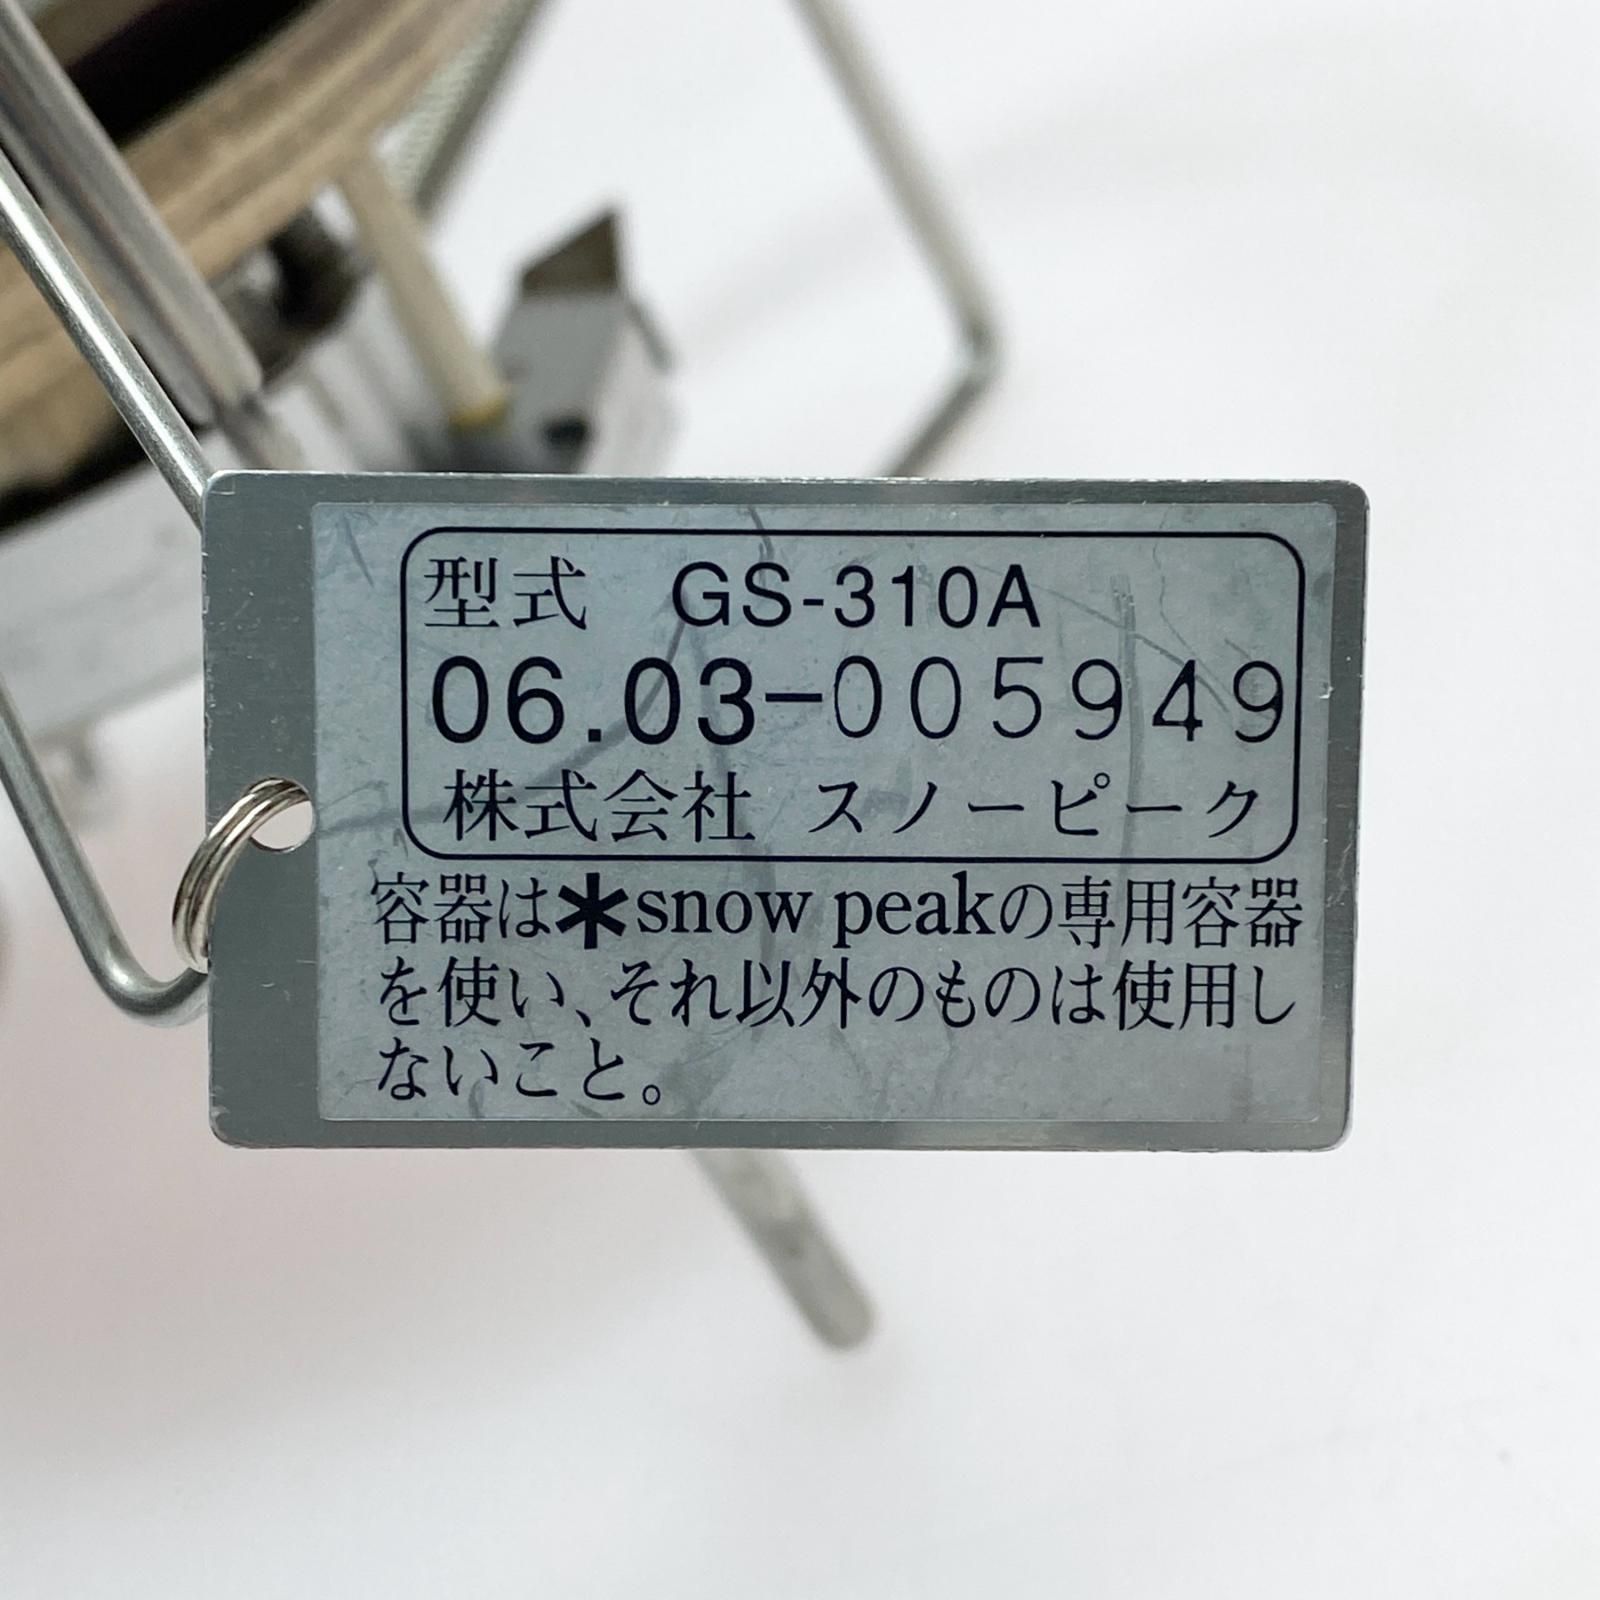 型式 GS-310A
06.03-005949
株式会社 スノーピーク
容器は*snow peakの専用容器
を使い、それ以外のものは使用し
ないこと。